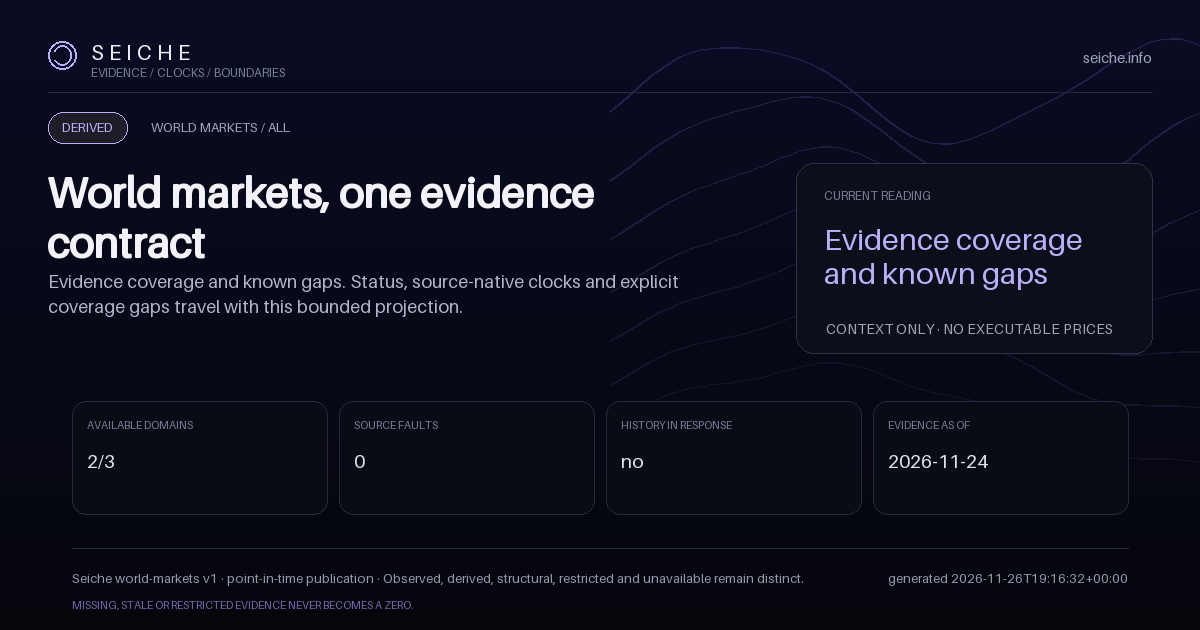 SEICHE
EVIDENCE / CLOCKS / BOUNDARIES
seiche.info
DERIVED
WORLD MARKETS / ALL
World markets, one evidence
contract
Evidence coverage and known gaps. Status, source-native clocks and explicit
coverage gaps travel with this bounded projection.
CURRENT READING
Evidence coverage
and known gaps
CONTEXT ONLY · NO EXECUTABLE PRICES
AVAILABLE DOMAINS
2/3
SOURCE FAULTS
0
HISTORY IN RESPONSE
no
EVIDENCE AS OF
2026-11-24
Seiche world-markets v1 · point-in-time publication · Observed, derived, structural, restricted and unavailable remain distinct.
generated 2026-11-26T19:16:32+00:00
MISSING, STALE OR RESTRICTED EVIDENCE NEVER BECOMES A ZERO.